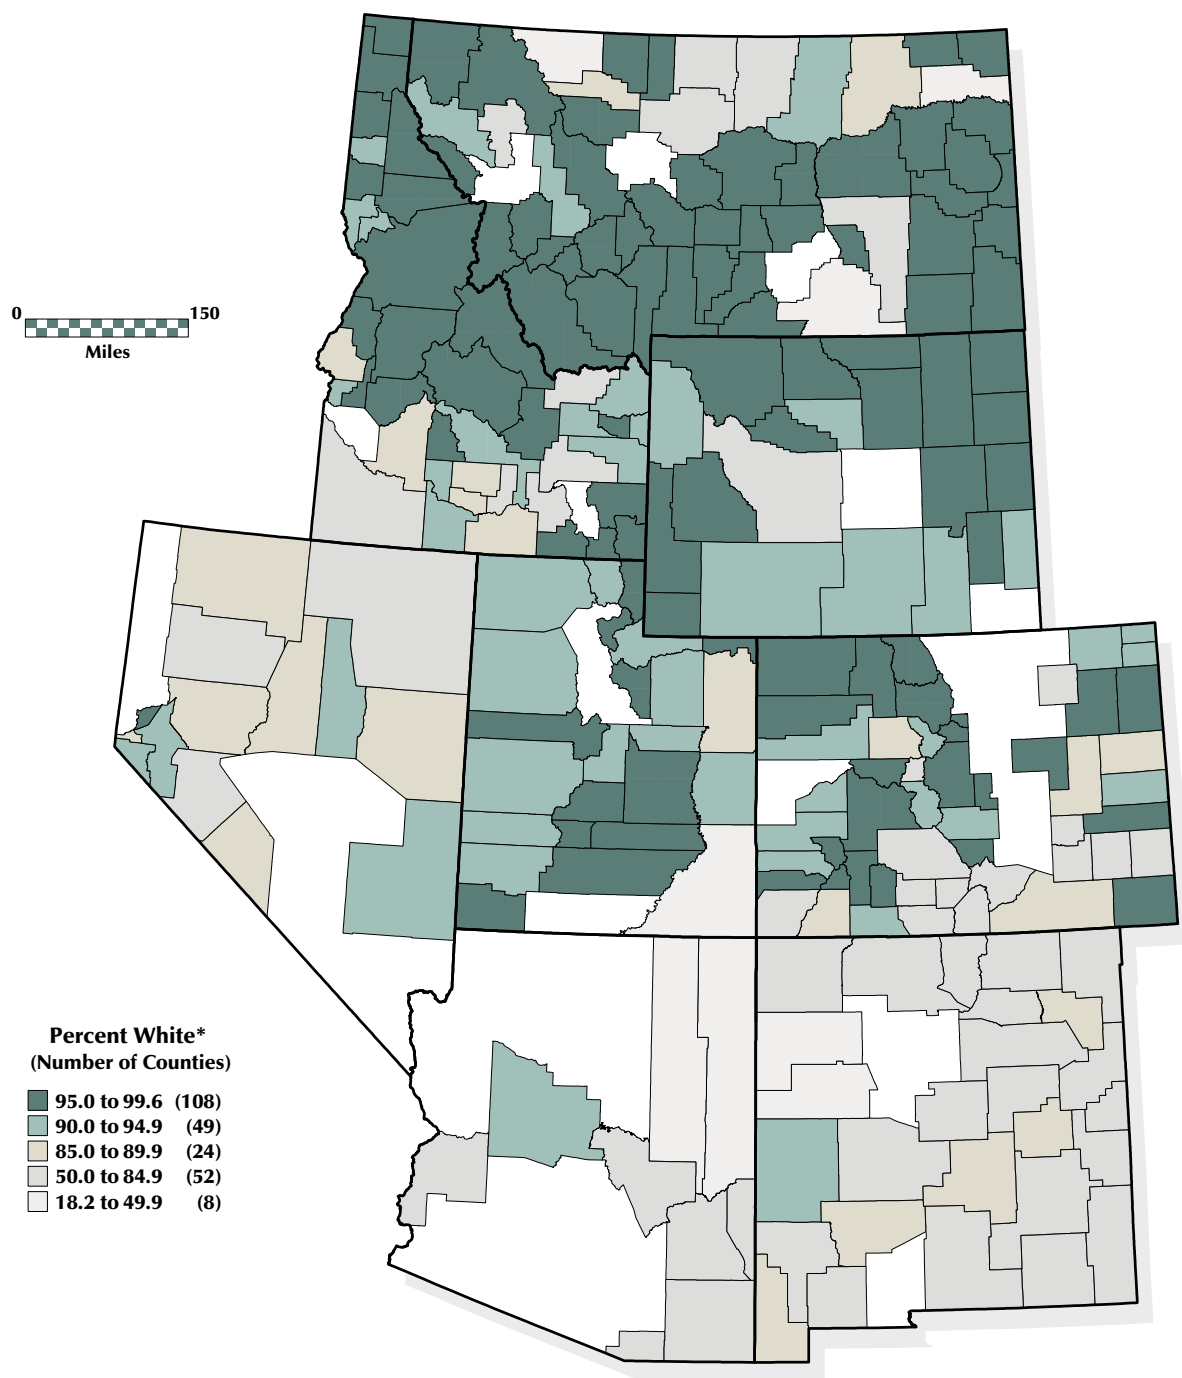 0 150
Miles
Percent White*
(Number of Counties)
95.0 to 99.6 (108)
90.0 to 94.9 (49)
85.0 to 89.9 (24)
50.0 to 84.9 (52)
18.2 to 49.9 (8)